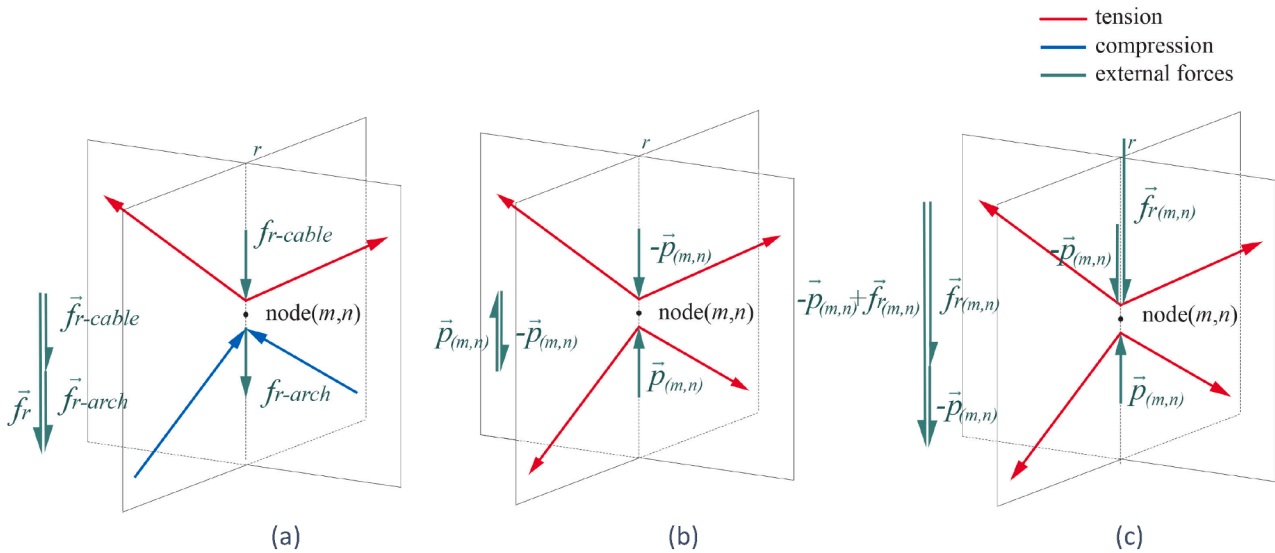 tension
compression
external forces
r
f⃗r-cable
f⃗r-arch
f⃗r
fr-cable
node(m,n)
fr-arch
(a)
r
-p⃗(m,n)
node(m,n)
p⃗(m,n)
p⃗(m,n) -p⃗(m,n)
(b)
r
f⃗r(m,n)
-p⃗(m,n)
-p⃗(m,n)+f⃗r(m,n) f⃗r(m,n)
node(m,n)
p⃗(m,n)
-p⃗(m,n)
(c)